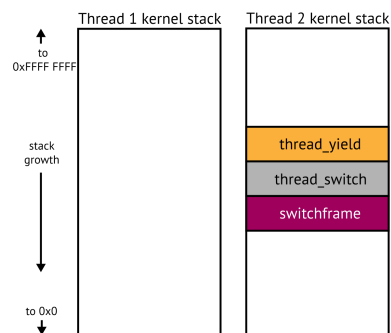 Thread 1 kernel stack
Thread 2 kernel stack
to
0xFFFF FFFF
stack
growth
thread_yield
thread_switch
switchframe
to 0x0